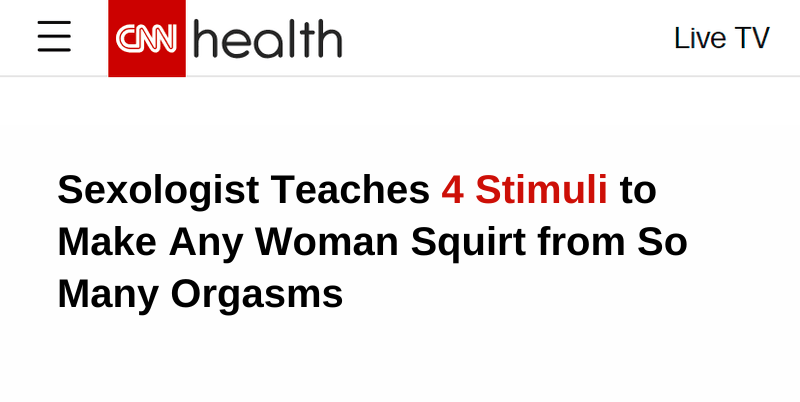 CNN health Live TV
Sexologist Teaches 4 Stimuli to
Make Any Woman Squirt from So
Many Orgasms